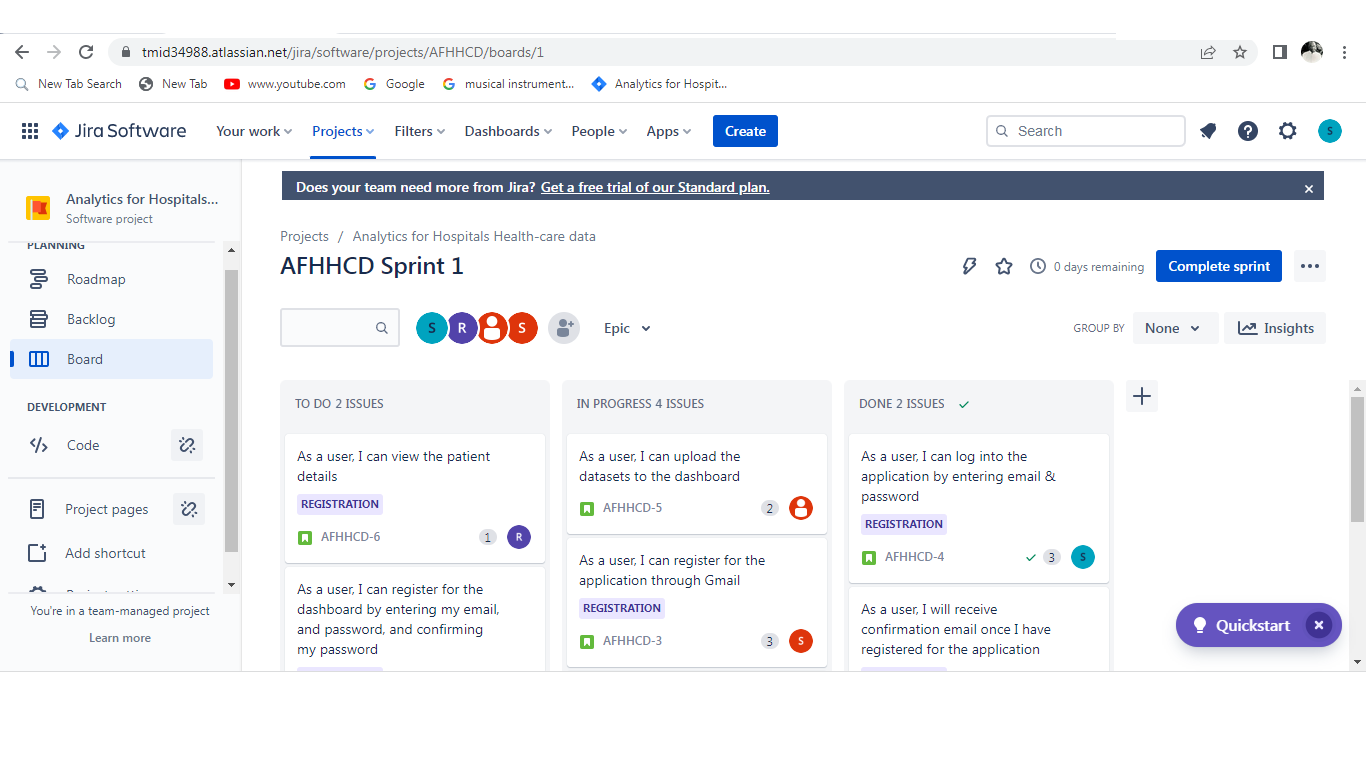 tmid34988.atlassian.net/jira/software/projects/AFHHCD/boards/1
New Tab Search New Tab www.youtube.com Google musical instrument... Analytics for Hospit...
Jira Software Your work Projects Filters Dashboards People Apps Create Search S
Analytics for Hospitals...
Software project
PLANNING
Roadmap
Backlog
Board
DEVELOPMENT
Code
Project pages
Add shortcut
You're in a team-managed project
Learn more
Does your team need more from Jira? Get a free trial of our Standard plan.
Projects / Analytics for Hospitals Health-care data
AFHHCD Sprint 1
0 days remaining Complete sprint
S R S Epic GROUP BY None Insights
TO DO 2 ISSUES
As a user, I can view the patient
details
REGISTRATION
AFHHCD-6 1 R
As a user, I can register for the
dashboard by entering my email,
and password, and confirming
my password
IN PROGRESS 4 ISSUES
As a user, I can upload the
datasets to the dashboard
AFHHCD-5 2
As a user, I can register for the
application through Gmail
REGISTRATION
AFHHCD-3 3 S
DONE 2 ISSUES
As a user, I can log into the
application by entering email &
password
REGISTRATION
AFHHCD-4 3 S
As a user, I will receive
confirmation email once I have
registered for the application
Quickstart